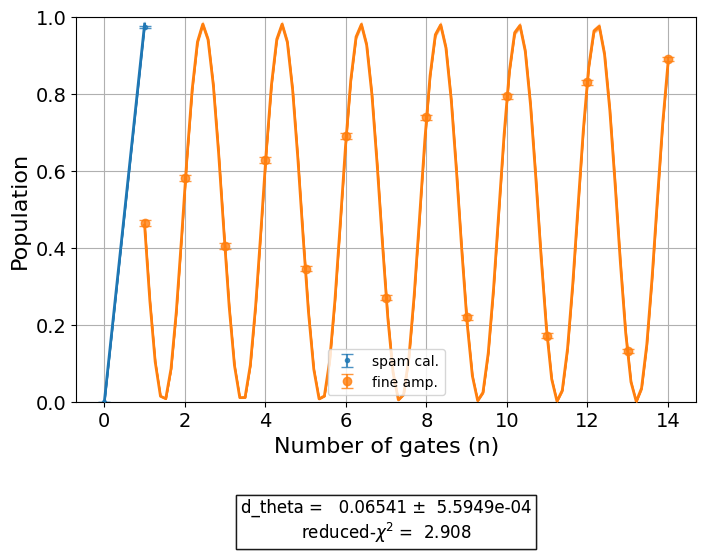 1.0
0.8
0.6
0.4
0.2
0.0
Population
spam cal.
fine amp.
0 2 4 6 8 10 12 14
Number of gates (n)
d_theta = 0.06541 ± 5.5949e-04
reduced-χ² = 2.908